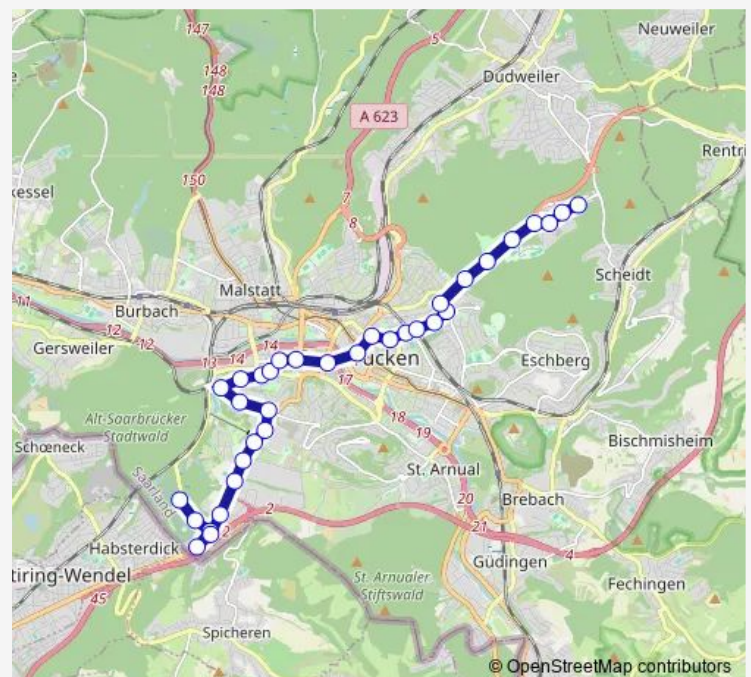 147
5
Neuweiler
148
148
Dudweiler
A 623
Rentri
150
kessel
7
8
Scheidt
Malstatt
11
Burbach
12
12
14
Gersweiler
13
14
ücken
Eschberg
17
Alt-Saarbrücker
Stadtwald
18
19
Schœneck
Bischmisheim
St. Arnual
Saarland
20
Brebach
2
21
Habsterdick
2
4
Güdingen
tiring-Wendel
St. Arnualer
Stiftswald
Fechingen
45
Spicheren
© OpenStreetMap contributors